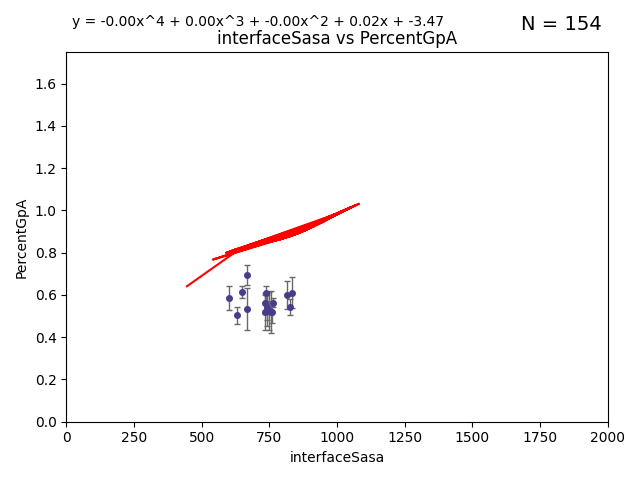 y = -0.00x^4 + 0.00x^3 + -0.00x^2 + 0.02x + -3.47
N = 154
interfaceSasa vs PercentGpA
1.6
1.4
1.2
1.0
0.8
0.6
0.4
0.2
0.0
PercentGpA
0 250 500 750 1000 1250 1500 1750 2000
interfaceSasa